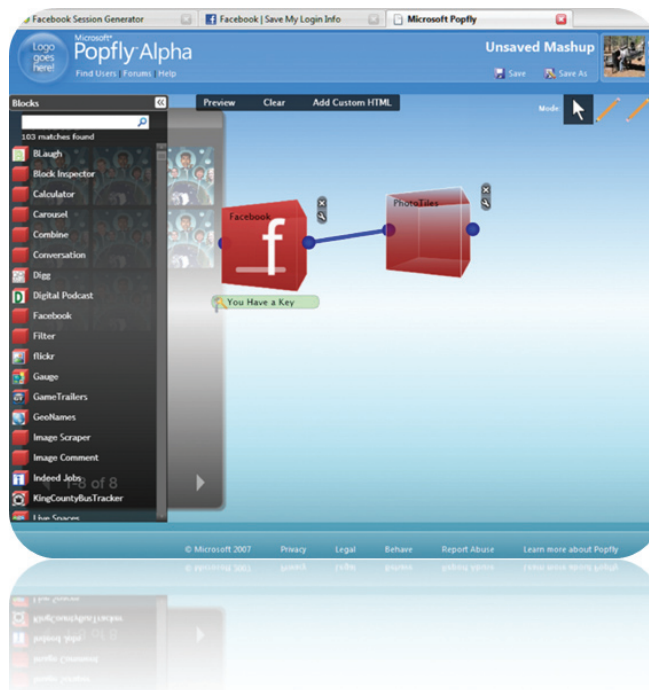 Facebook Session Generator
Facebook | Save My Login Info
Microsoft Popfly
Logo
goes
here!
Microsoft®
Popfly Alpha
Find Users | Forums | Help
Unsaved Mashup
Save
Save As
Blocks
Preview
Clear
Add Custom HTML
Mode:
103 matches found
BLaugh
Block Inspector
Calculator
Carousel
Combine
Conversation
Digg
Digital Podcast
Facebook
Filter
flickr
Gauge
GameTrailers
GeoNames
Image Scraper
Image Comment
Indeed Jobs
KingCountyBusTracker
Live Spaces
1-8 of 8
Facebook
f
You Have a Key
PhotoTiles
© Microsoft 2007
Privacy
Legal
Behave
Report Abuse
Learn more about Popfly